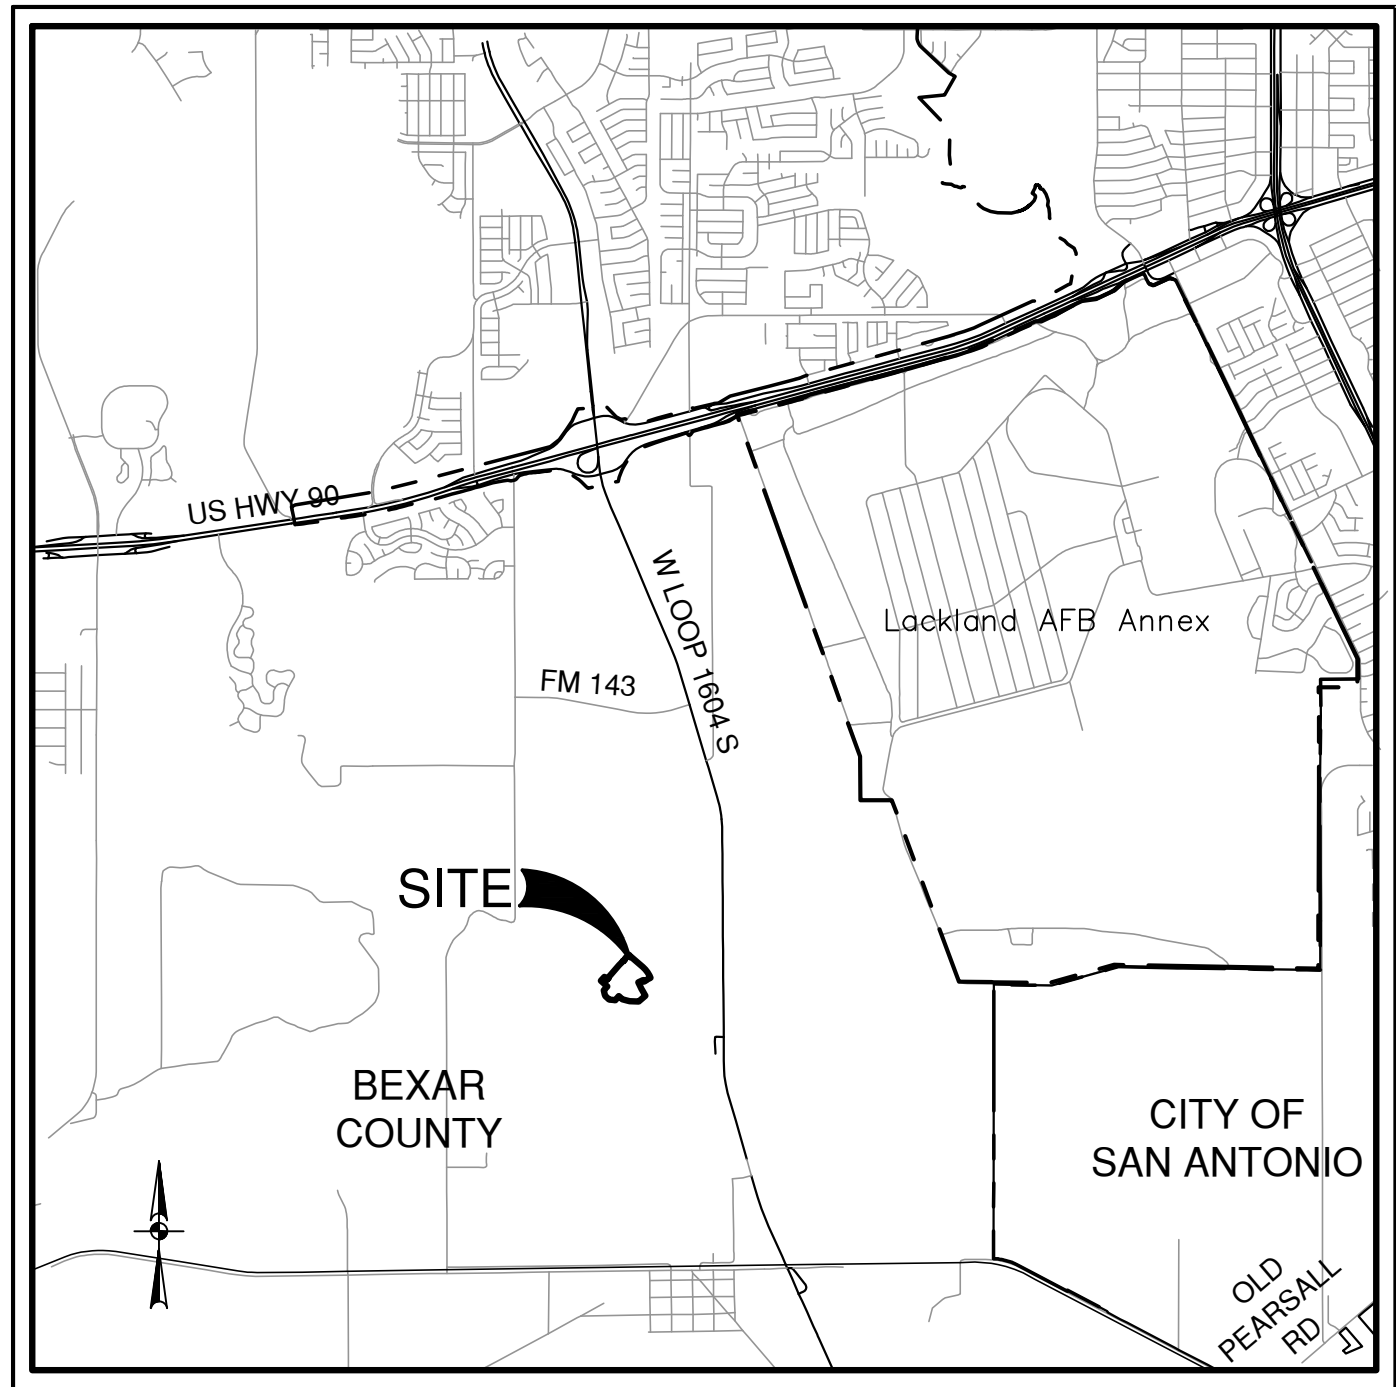 US HWY 90
W LOOP 1604 S
Lackland AFB Annex
FM 143
SITE
BEXAR
COUNTY
CITY OF
SAN ANTONIO
OLD
PEARSALL
RD